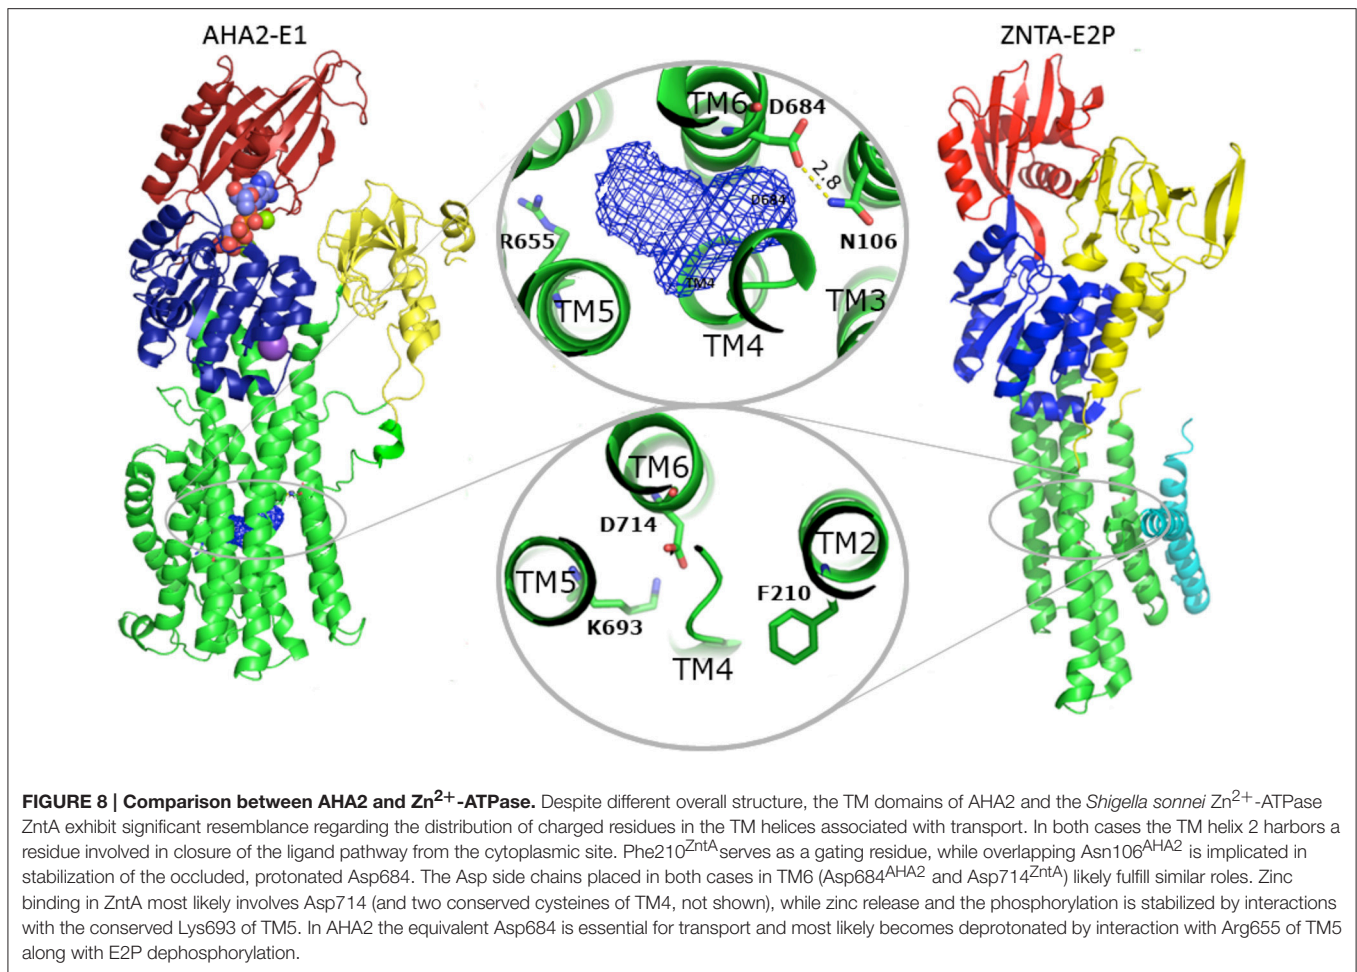 AHA2-E1
ZNTA-E2P
TM6
D684
2.8
D684
R655
N106
TM4
TM5
TM3
TM4
TM6
D714
TM2
TM5
F210
K693
TM4
FIGURE 8 | Comparison between AHA2 and Zn2+-ATPase. Despite different overall structure, the TM domains of AHA2 and the Shigella sonnei Zn2+-ATPase
ZntA exhibit significant resemblance regarding the distribution of charged residues in the TM helices associated with transport. In both cases the TM helix 2 harbors a
residue involved in closure of the ligand pathway from the cytoplasmic site. Phe210ZntAserves as a gating residue, while overlapping Asn106AHA2 is implicated in
stabilization of the occluded, protonated Asp684. The Asp side chains placed in both cases in TM6 (Asp684AHA2 and Asp714ZntA) likely fulfill similar roles. Zinc
binding in ZntA most likely involves Asp714 (and two conserved cysteines of TM4, not shown), while zinc release and the phosphorylation is stabilized by interactions
with the conserved Lys693 of TM5. In AHA2 the equivalent Asp684 is essential for transport and most likely becomes deprotonated by interaction with Arg655 of TM5
along with E2P dephosphorylation.